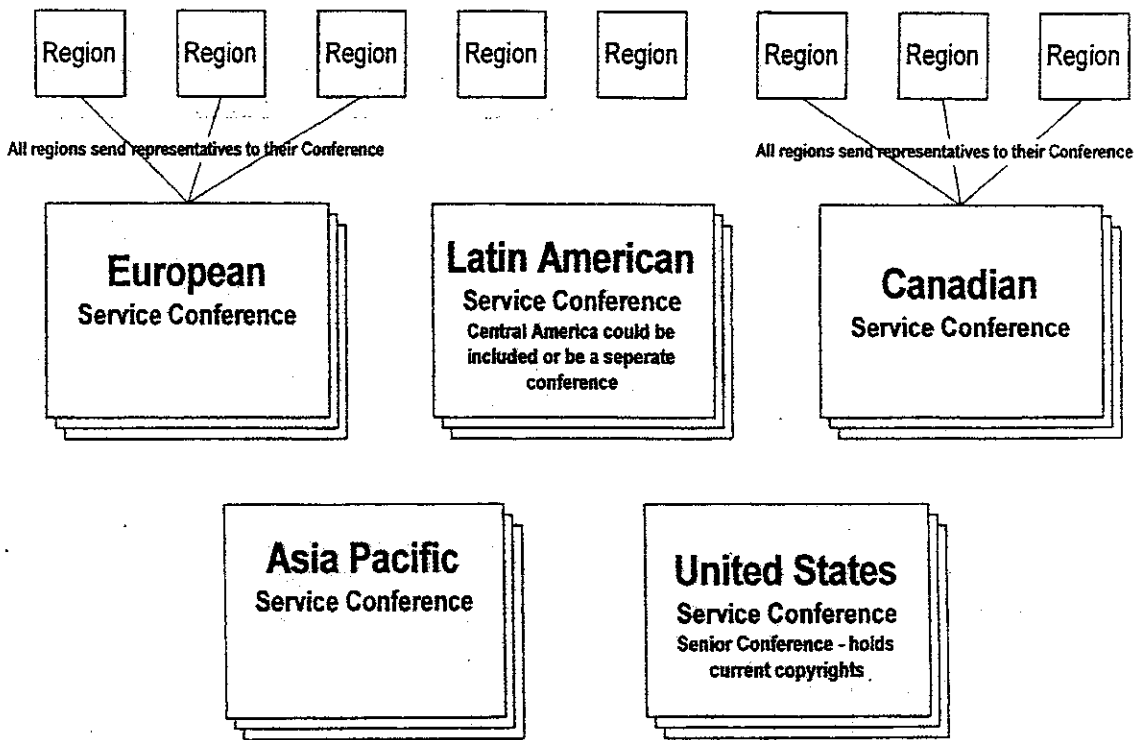 Region
Region
Region
Region
Region
Region
Region
Region
All regions send representatives to their Conference
All regions send representatives to their Conference
European
Service Conference
Latin American
Service Conference
Central America could be
included or be a seperate
conference
Canadian
Service Conference
Asia Pacific
Service Conference
United States
Service Conference
Senior Conference - holds
current copyrights